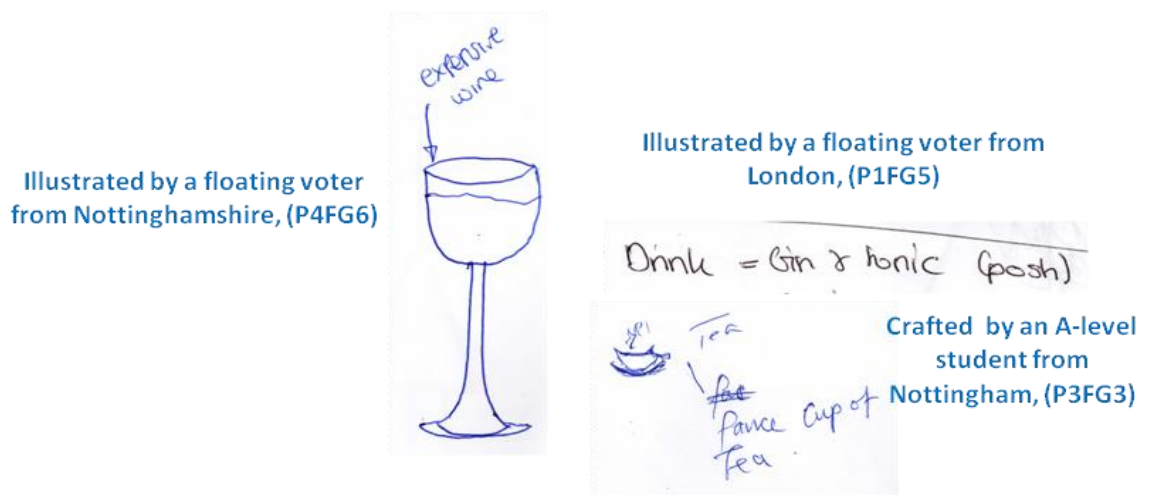 expensive
wine
Illustrated by a floating voter
from Nottinghamshire, (P4FG6)
Illustrated by a floating voter from
London, (P1FG5)
Drink = Gin & tonic (posh)
Tea
Crafted by an A-level
student from
Nottingham, (P3FG3)
cup of
Tea